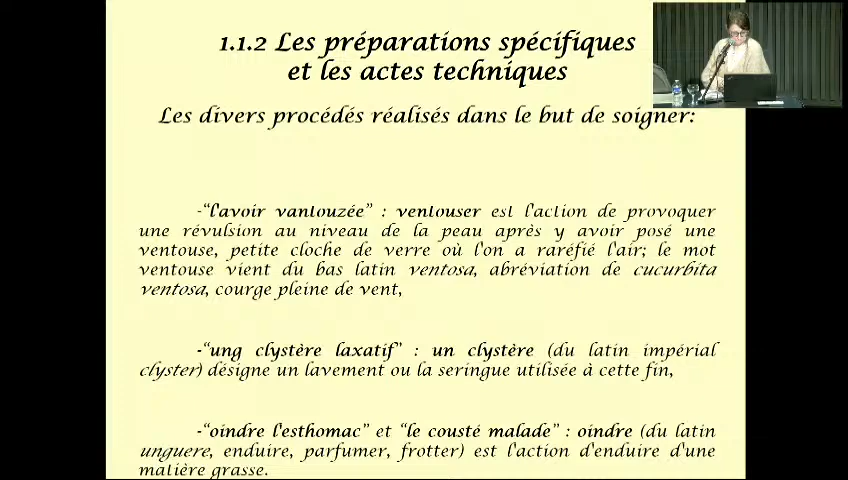 1.1.2 Les préparations spécifiques
et les actes techniques
Les divers procédés réalisés dans le but de soigner:
-“l'avoir vantouzée” : ventouser est l'action de provoquer
une révulsion au niveau de la peau après y avoir posé une
ventouse, petite cloche de verre où l'on a raréfié l'air; le mot
ventouse vient du bas latin ventosa, abréviation de cucurbita
ventosa, courge pleine de vent,
-“ung clystère laxatif” : un clystère (du latin impérial
clyster) désigne un lavement ou la seringue utilisée à cette fin,
-“oindre l'esthomac” et “le cousté malade” : oindre (du latin
unguere, enduire, parfumer, frotter) est l'action d'enduire d'une
matière grasse.